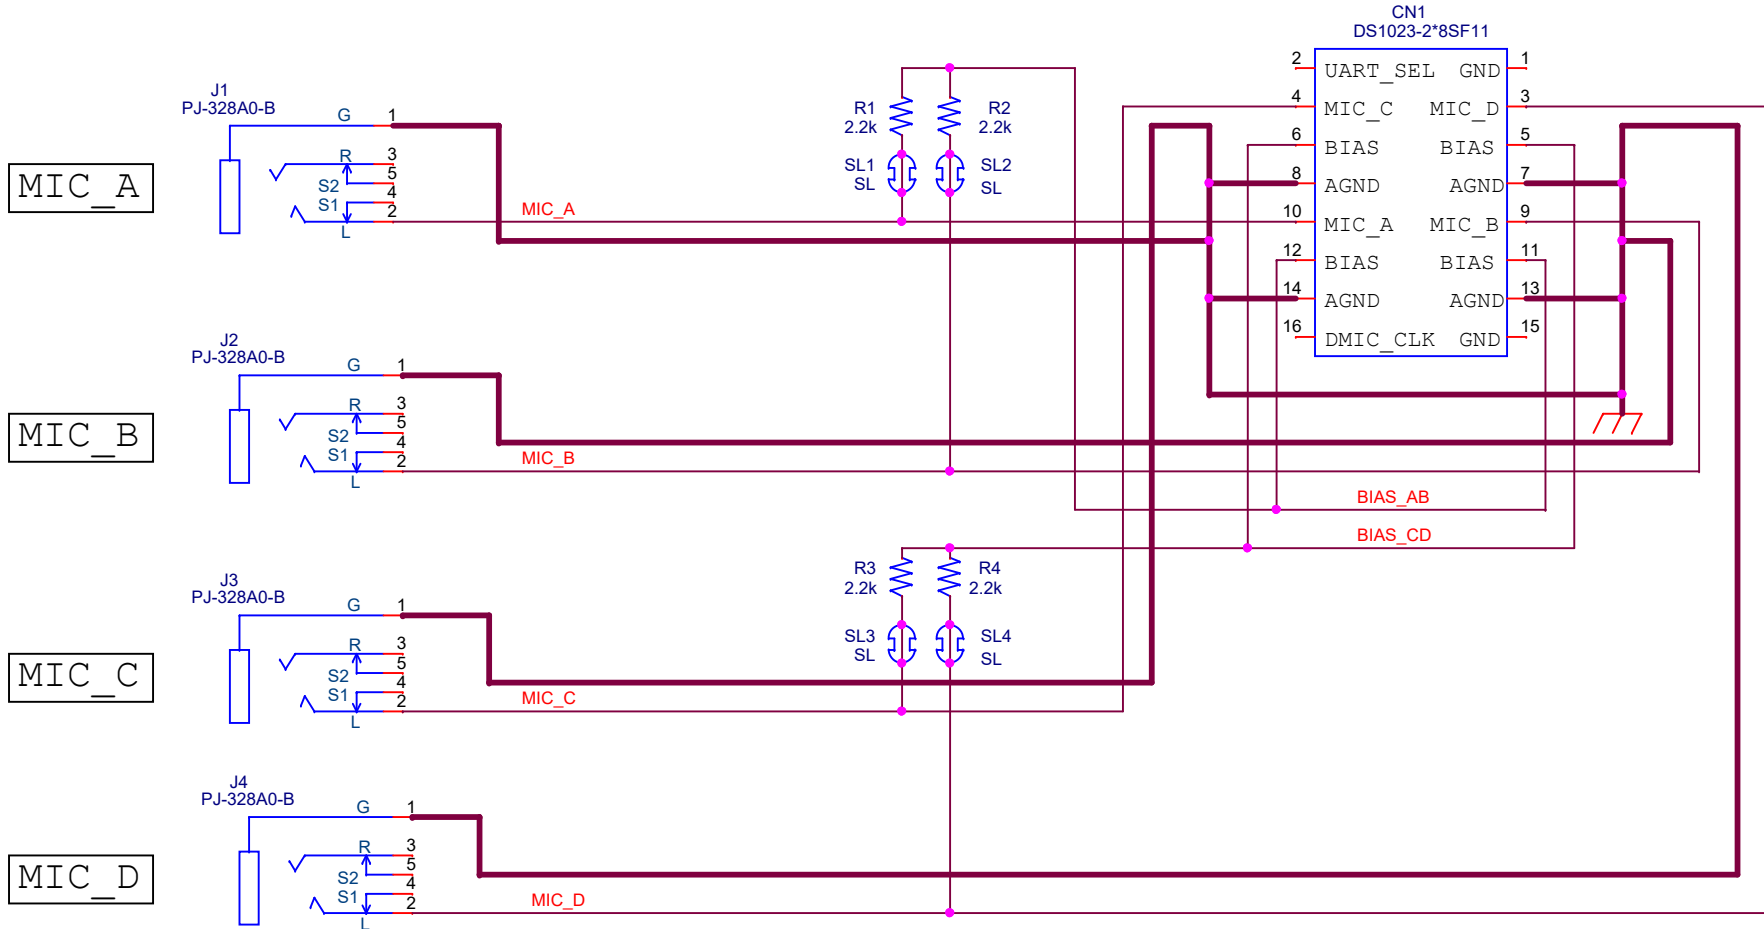 CN1
DS1023-2*8SF11
2 UART_SEL GND 1
4 MIC_C MIC_D 3
6 BIAS BIAS 5
8 AGND AGND 7
10 MIC_A MIC_B 9
12 BIAS BIAS 11
14 AGND AGND 13
16 DMIC_CLK GND 15
J1
PJ-328A0-B
G 1
R 3
5
S2
4
S1
2
L
MIC_A
MIC_A
R1
2.2k
R2
2.2k
SL1
SL
SL2
SL
J2
PJ-328A0-B
G 1
R 3
5
S2
4
S1
2
L
MIC_B
MIC_B
BIAS_AB
BIAS_CD
J3
PJ-328A0-B
G 1
R 3
5
S2
4
S1
2
L
MIC_C
MIC_C
R3
2.2k
R4
2.2k
SL3
SL
SL4
SL
J4
PJ-328A0-B
G 1
R 3
5
S2
4
S1
2
L
MIC_D
MIC_D